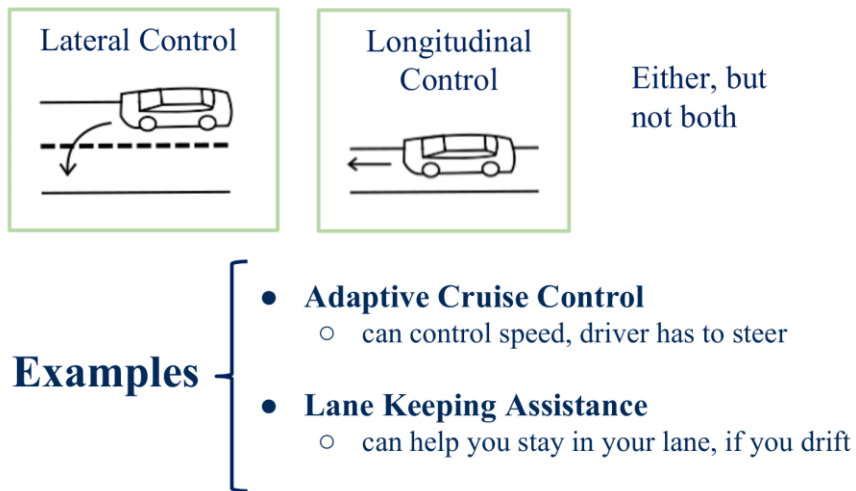 Lateral Control
Longitudinal
Control
Either, but
not both
Examples
● Adaptive Cruise Control
○ can control speed, driver has to steer
● Lane Keeping Assistance
○ can help you stay in your lane, if you drift